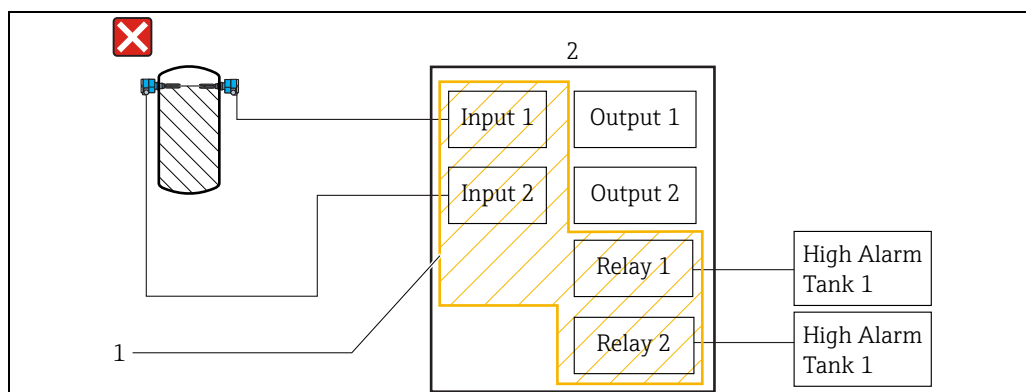 2
Input 1
Output 1
Input 2
Output 2
Relay 1
High Alarm
Tank 1
Relay 2
High Alarm
Tank 1
1